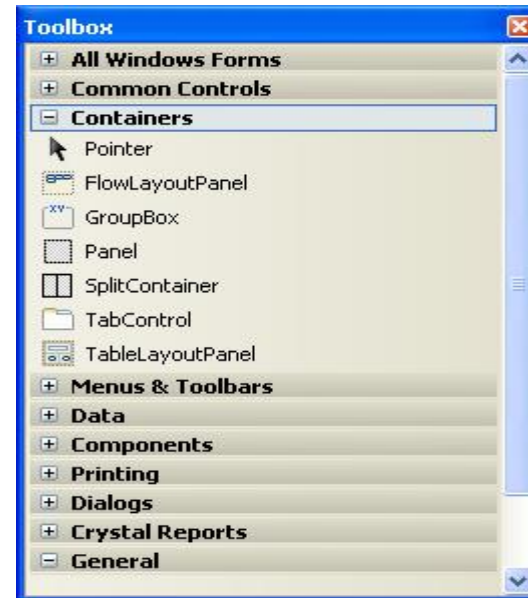 Toolbox
All Windows Forms
Common Controls
Containers
Pointer
FlowLayoutPanel
GroupBox
Panel
SplitContainer
TabControl
TableLayoutPanel
Menus & Toolbars
Data
Components
Printing
Dialogs
Crystal Reports
General